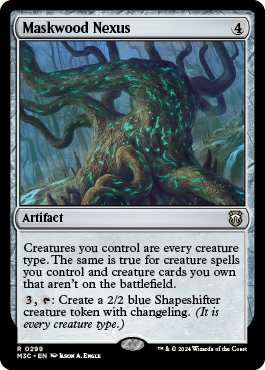 Maskwood Nexus 4
Artifact
Creatures you control are every creature
type. The same is true for creature spells
you control and creature cards you own
that aren't on the battlefield.
3, T: Create a 2/2 blue Shapeshifter
creature token with changeling. (It is
every creature type.)
R 0299
M3C • EN Jason A. Engle
™ & © 2024 Wizards of the Coast